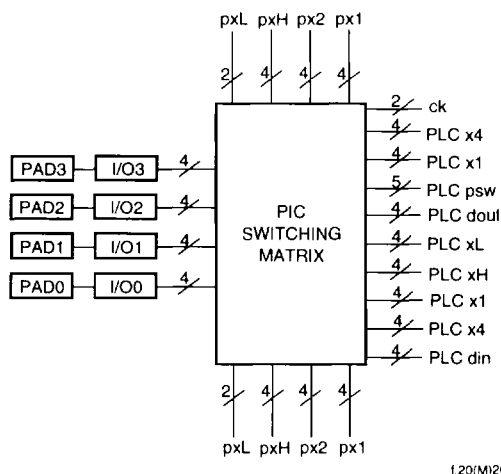 pxL pxH px2 px1
2 4 4 4
2 ck
4 PLC x4
4 PLC x1
5 PLC psw
4 PLC dout
4 PLC xL
4 PLC xH
4 PLC x1
4 PLC x4
4 PLC din
PAD3 I/O3 4
PAD2 I/O2 4
PAD1 I/O1 4
PAD0 I/O0 4
PIC
SWITCHING
MATRIX
2 4 4 4
pxL pxH px2 px1